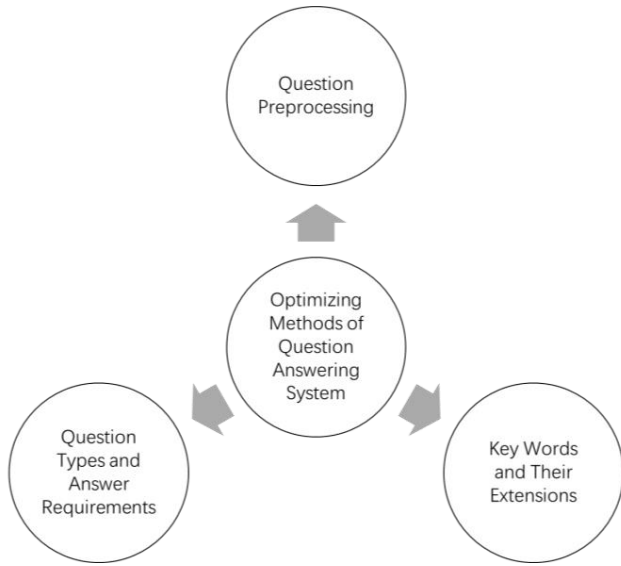 Question
Preprocessing
Optimizing
Methods of
Question
Answering
System
Question
Types and
Answer
Requirements
Key Words
and Their
Extensions